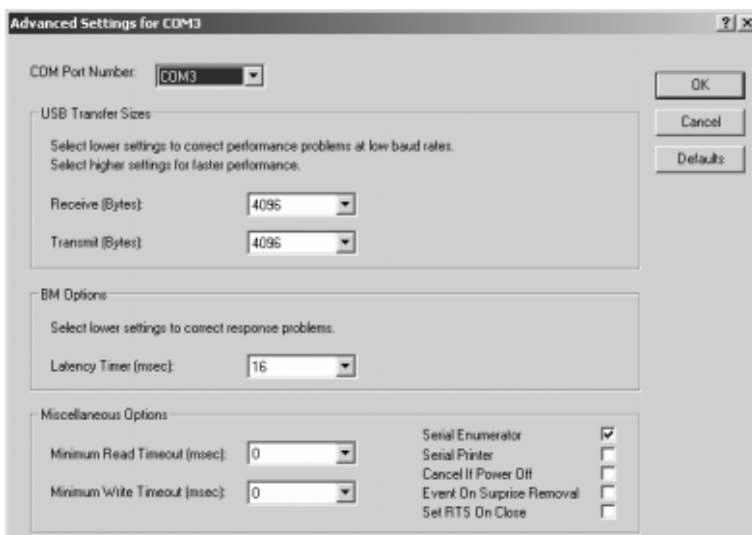 Advanced Settings for COM3
? ×
COM Port Number: COM3
OK
Cancel
Defaults
USB Transfer Sizes
Select lower settings to correct performance problems at low baud rates.
Select higher settings for faster performance.
Receive (Bytes): 4096
Transmit (Bytes): 4096
BM Options
Select lower settings to correct response problems.
Latency Timer (msec): 16
Miscellaneous Options
Minimum Read Timeout (msec): 0
Minimum Write Timeout (msec): 0
Serial Enumerator
Serial Printer
Cancel If Power Off
Event On Surprise Removal
Set RTS On Close